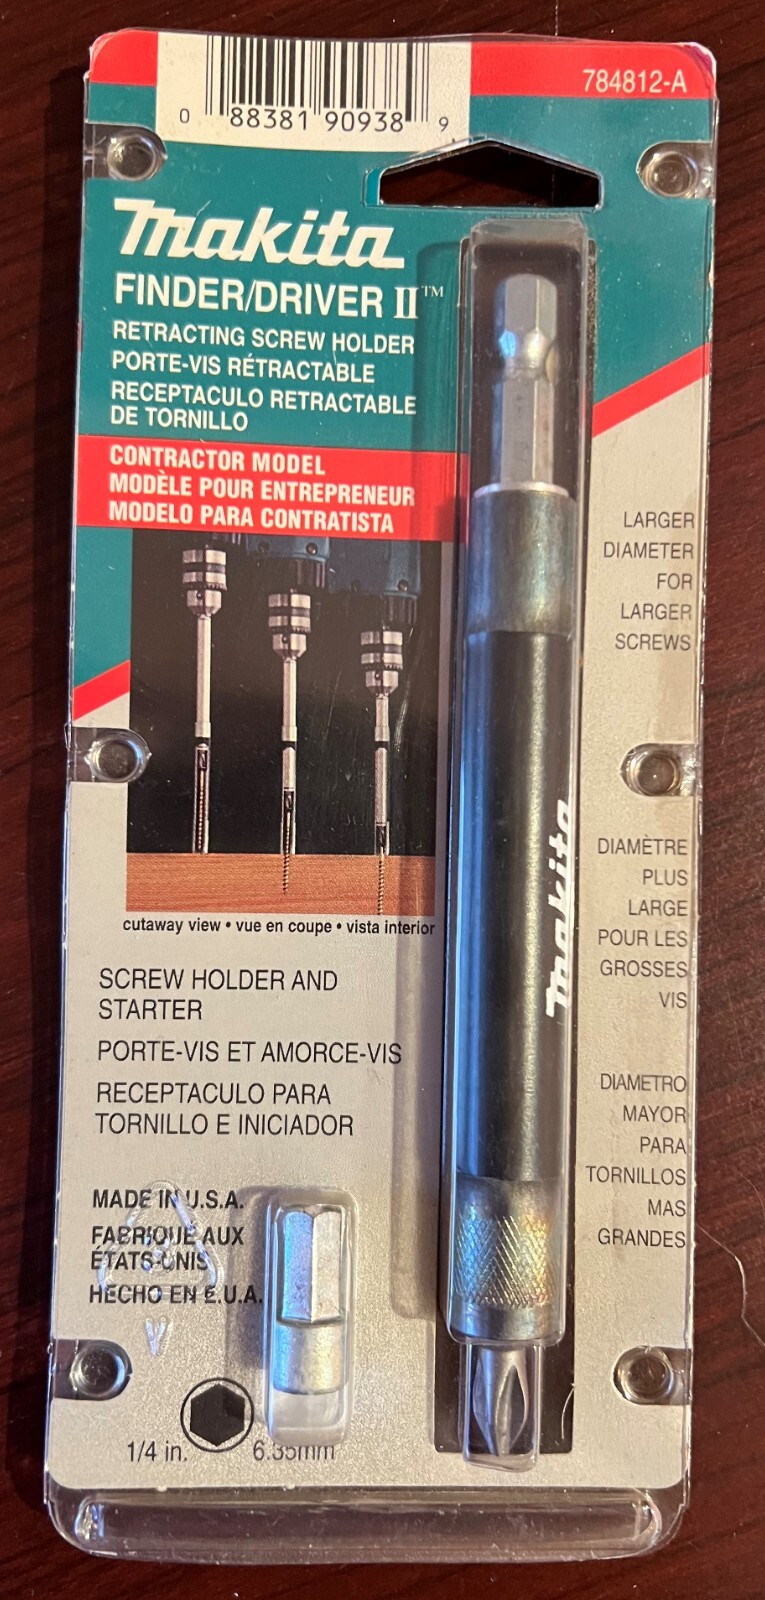 784812-A
0 88381 90938 9
makita
FINDER/DRIVER II™
RETRACTING SCREW HOLDER
PORTE-VIS RÉTRACTABLE
RECEPTACULO RETRACTABLE
DE TORNILLO
CONTRACTOR MODEL
MODÈLE POUR ENTREPRENEUR
MODELO PARA CONTRATISTA
cutaway view • vue en coupe • vista interior
SCREW HOLDER AND
STARTER
PORTE-VIS ET AMORCE-VIS
RECEPTACULO PARA
TORNILLO E INICIADOR
MADE IN U.S.A.
FABRIQUÉ AUX
ÉTATS-UNIS
HECHO EN E.U.A.
V
1/4 in. 6.35mm
makita
LARGER
DIAMETER
FOR
LARGER
SCREWS
DIAMÈTRE
PLUS
LARGE
POUR LES
GROSSES
VIS
DIAMETRO
MAYOR
PARA
TORNILLOS
MAS
GRANDES